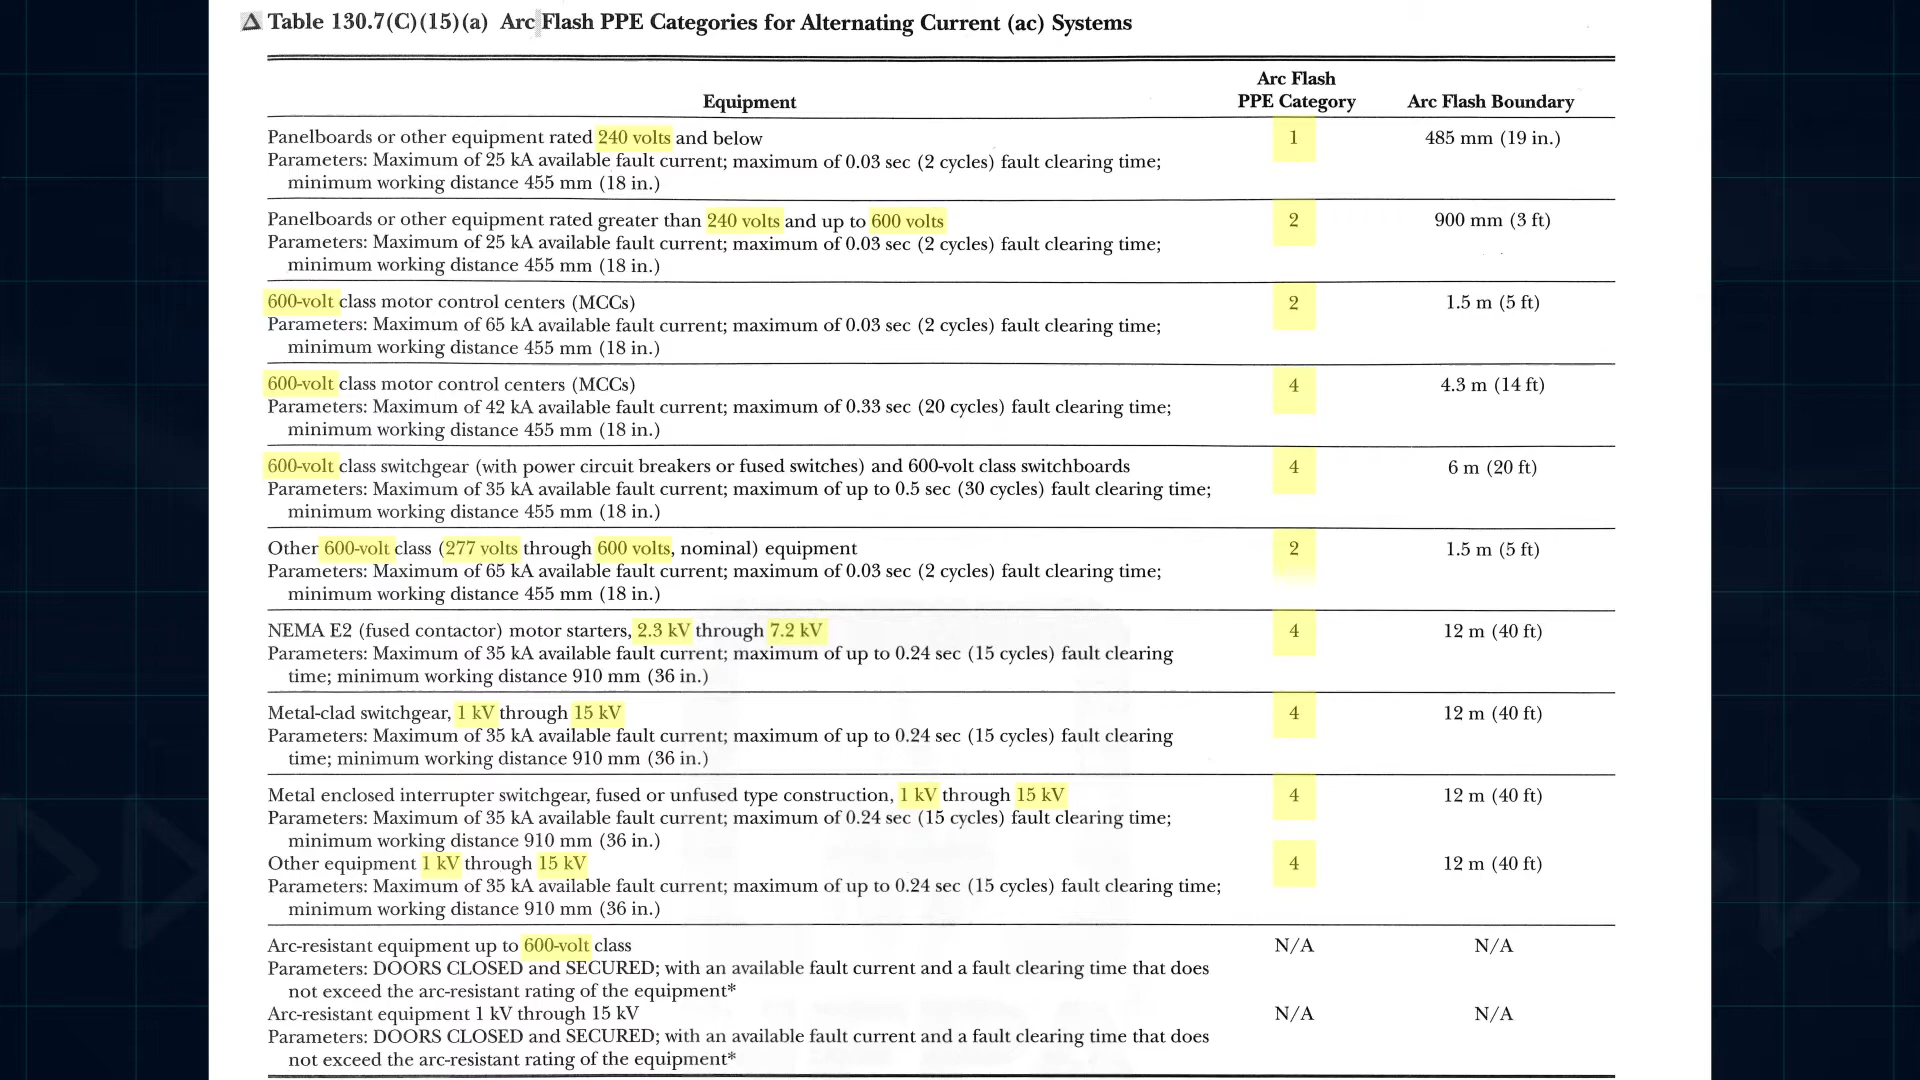 Δ Table 130.7(C)(15)(a) Arc Flash PPE Categories for Alternating Current (ac) Systems
Equipment
Arc Flash
PPE Category
Arc Flash Boundary
Panelboards or other equipment rated 240 volts and below 1 485 mm (19 in.)
Parameters: Maximum of 25 kA available fault current; maximum of 0.03 sec (2 cycles) fault clearing time;
minimum working distance 455 mm (18 in.)
Panelboards or other equipment rated greater than 240 volts and up to 600 volts 2 900 mm (3 ft)
Parameters: Maximum of 25 kA available fault current; maximum of 0.03 sec (2 cycles) fault clearing time;
minimum working distance 455 mm (18 in.)
600-volt class motor control centers (MCCs) 2 1.5 m (5 ft)
Parameters: Maximum of 65 kA available fault current; maximum of 0.03 sec (2 cycles) fault clearing time;
minimum working distance 455 mm (18 in.)
600-volt class motor control centers (MCCs) 4 4.3 m (14 ft)
Parameters: Maximum of 42 kA available fault current; maximum of 0.33 sec (20 cycles) fault clearing time;
minimum working distance 455 mm (18 in.)
600-volt class switchgear (with power circuit breakers or fused switches) and 600-volt class switchboards 4 6 m (20 ft)
Parameters: Maximum of 35 kA available fault current; maximum of up to 0.5 sec (30 cycles) fault clearing time;
minimum working distance 455 mm (18 in.)
Other 600-volt class (277 volts through 600 volts, nominal) equipment 2 1.5 m (5 ft)
Parameters: Maximum of 65 kA available fault current; maximum of 0.03 sec (2 cycles) fault clearing time;
minimum working distance 455 mm (18 in.)
NEMA E2 (fused contactor) motor starters, 2.3 kV through 7.2 kV 4 12 m (40 ft)
Parameters: Maximum of 35 kA available fault current; maximum of up to 0.24 sec (15 cycles) fault clearing
time; minimum working distance 910 mm (36 in.)
Metal-clad switchgear, 1 kV through 15 kV 4 12 m (40 ft)
Parameters: Maximum of 35 kA available fault current; maximum of up to 0.24 sec (15 cycles) fault clearing
time; minimum working distance 910 mm (36 in.)
Metal enclosed interrupter switchgear, fused or unfused type construction, 1 kV through 15 kV 4 12 m (40 ft)
Parameters: Maximum of 35 kA available fault current; maximum of 0.24 sec (15 cycles) fault clearing time;
minimum working distance 910 mm (36 in.)
Other equipment 1 kV through 15 kV 4 12 m (40 ft)
Parameters: Maximum of 35 kA available fault current; maximum of up to 0.24 sec (15 cycles) fault clearing time;
minimum working distance 910 mm (36 in.)
Arc-resistant equipment up to 600-volt class N/A N/A
Parameters: DOORS CLOSED and SECURED; with an available fault current and a fault clearing time that does
not exceed the arc-resistant rating of the equipment*
Arc-resistant equipment 1 kV through 15 kV N/A N/A
Parameters: DOORS CLOSED and SECURED; with an available fault current and a fault clearing time that does
not exceed the arc-resistant rating of the equipment*